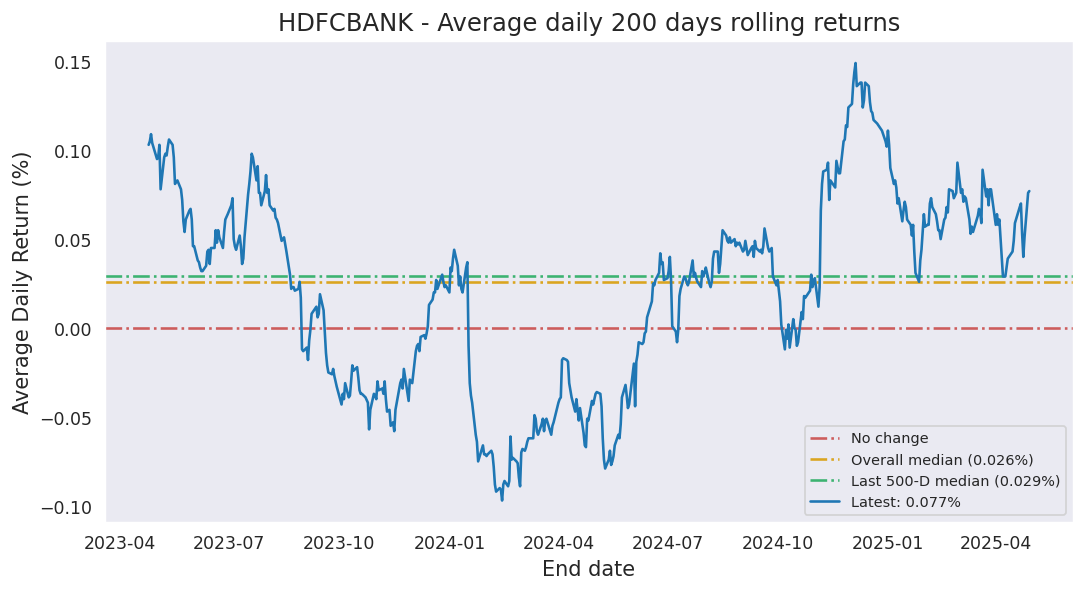 HDFCBANK - Average daily 200 days rolling returns
Average Daily Return (%)
0.15
0.10
0.05
0.00
−0.05
−0.10
No change
Overall median (0.026%)
Last 500-D median (0.029%)
Latest: 0.077%
2023-04 2023-07 2023-10 2024-01 2024-04 2024-07 2024-10 2025-01 2025-04
End date